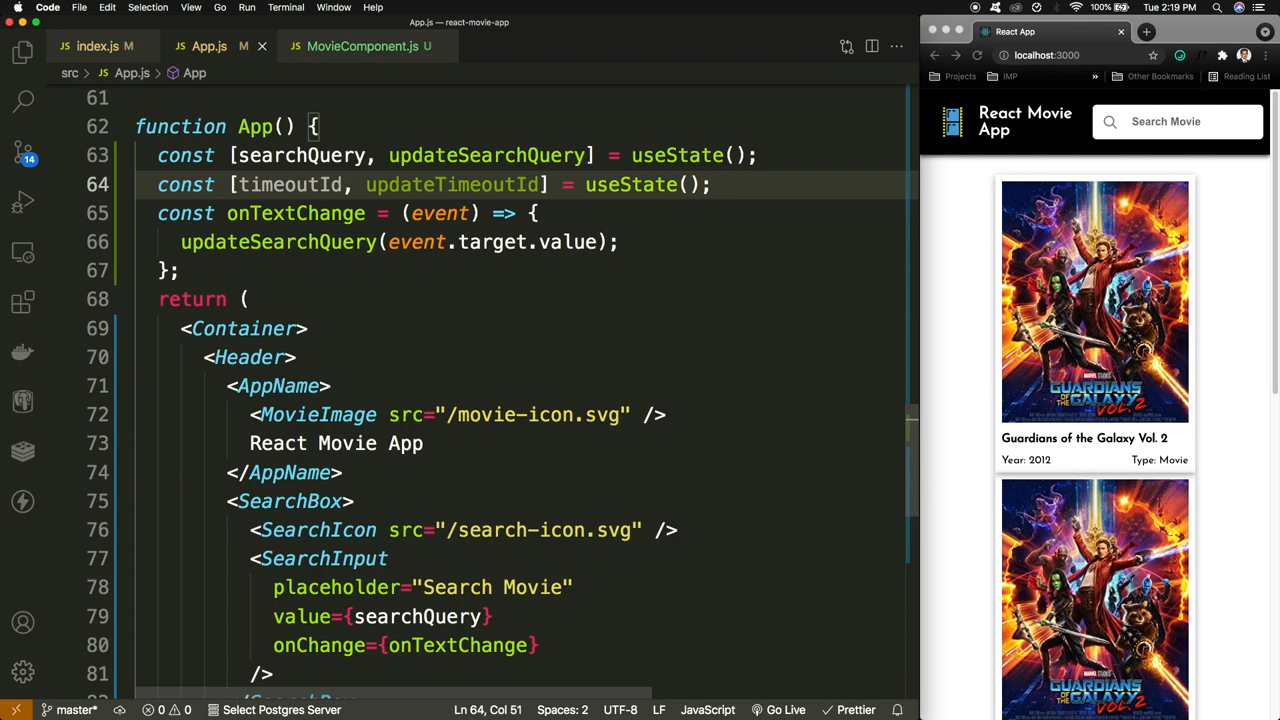 Code File Edit Selection View Go Run Terminal Window Help 100% Tue 2:19 PM
App.js — react-movie-app
index.js M
App.js M
MovieComponent.js U
src > App.js > App
61
62 function App() {
63 const [searchQuery, updateSearchQuery] = useState();
64 const [timeoutId, updateTimeoutId] = useState();
65 const onTextChange = (event) => {
66 updateSearchQuery(event.target.value);
67 };
68 return (
69 <Container>
70 <Header>
71 <AppName>
72 <MovieImage src="/movie-icon.svg" />
73 React Movie App
74 </AppName>
75 <SearchBox>
76 <SearchIcon src="/search-icon.svg" />
77 <SearchInput
78 placeholder="Search Movie"
79 value={searchQuery}
80 onChange={onTextChange}
81 />
14
master* 0 0 Select Postgres Server Ln 64, Col 51 Spaces: 2 UTF-8 LF JavaScript Go Live Prettier
React App
localhost:3000
Projects IMP » Other Bookmarks Reading List
React Movie
App
Search Movie
MARVEL STUDIOS
GUARDIANS
OF THE GALAXY
VOL. 2
Guardians of the Galaxy Vol. 2
Year: 2012 Type: Movie
MARVEL STUDIOS
GUARDIANS
OF THE GALAXY
VOL. 2